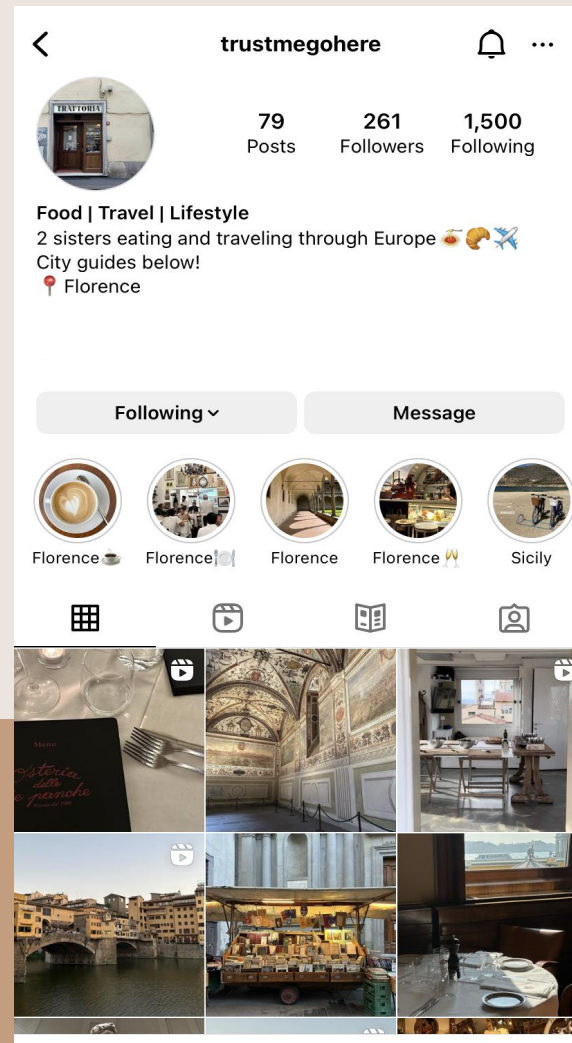 trustmegohere
TRATTORIA
79 261 1,500
Posts Followers Following
Food | Travel | Lifestyle
2 sisters eating and traveling through Europe 🍝🥐✈️
City guides below!
📍 Florence
Following Message
Florence☕ Florence🍽️ Florence Florence🥂 Sicily
Menu
Osteria
delle
panche